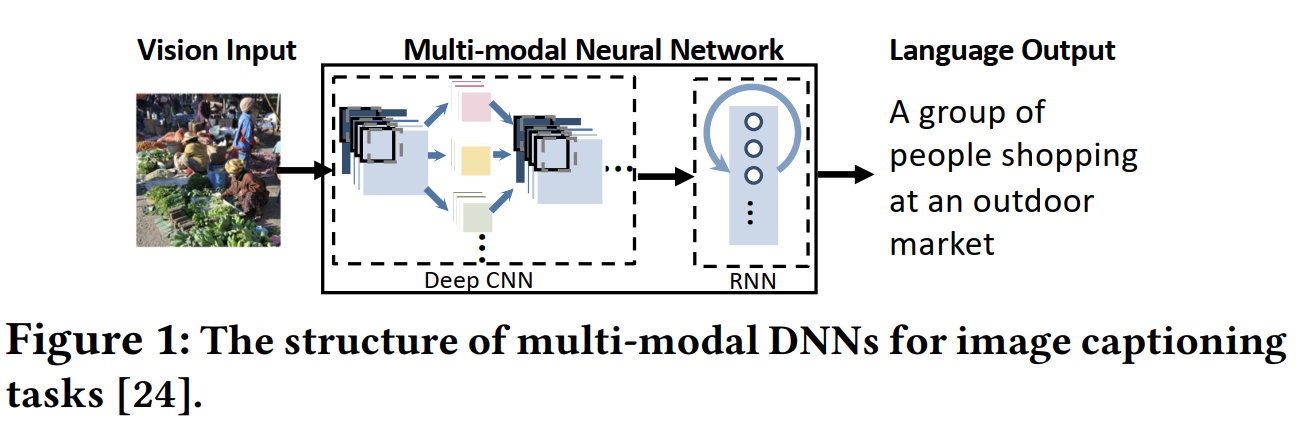 Vision Input
Multi-modal Neural Network
Language Output
A group of
people shopping
at an outdoor
market
Deep CNN
RNN
Figure 1: The structure of multi-modal DNNs for image captioning
tasks [24].